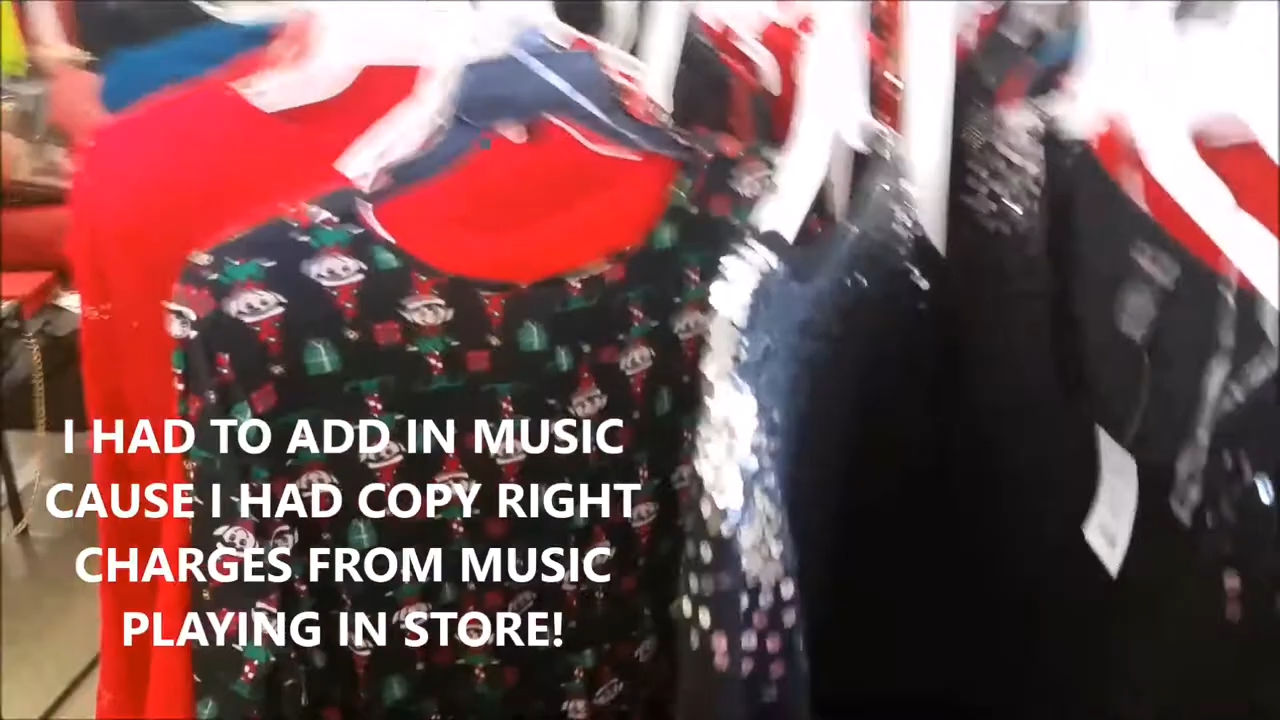 I HAD TO ADD IN MUSIC
CAUSE I HAD COPY RIGHT
CHARGES FROM MUSIC
PLAYING IN STORE!